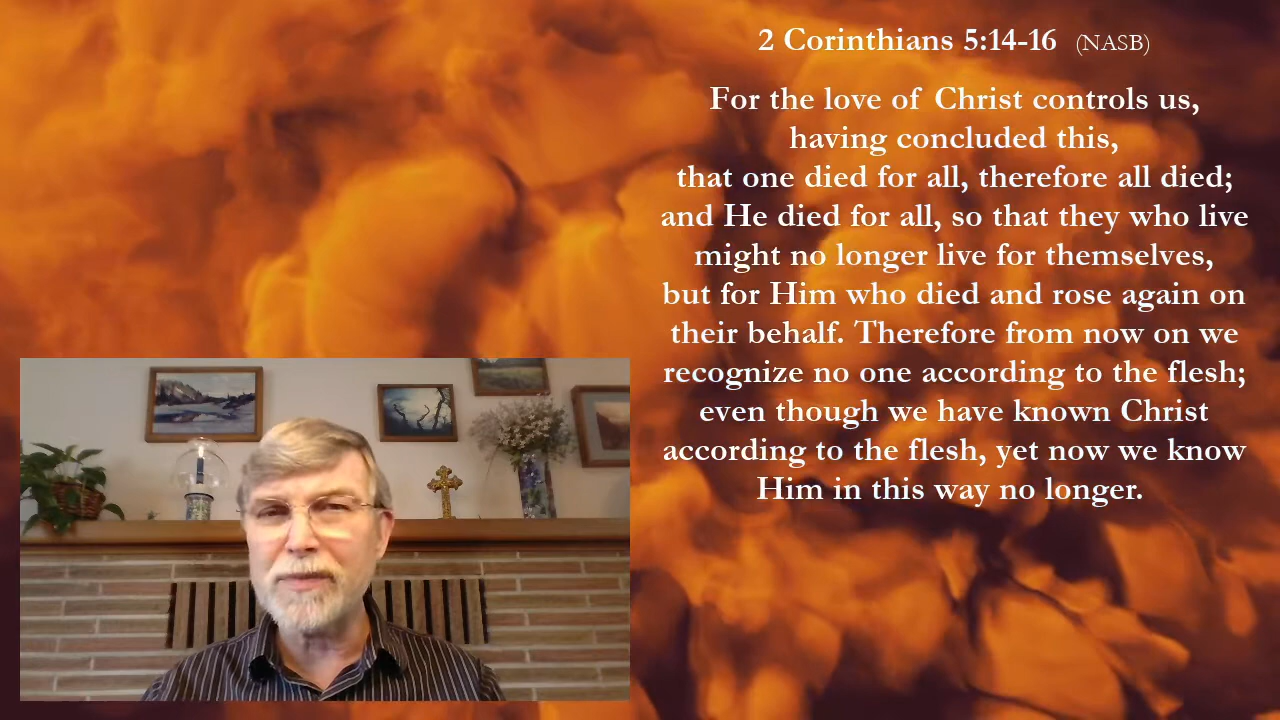 2 Corinthians 5:14-16 (NASB)
For the love of Christ controls us,
having concluded this,
that one died for all, therefore all died;
and He died for all, so that they who live
might no longer live for themselves,
but for Him who died and rose again on
their behalf. Therefore from now on we
recognize no one according to the flesh;
even though we have known Christ
according to the flesh, yet now we know
Him in this way no longer.